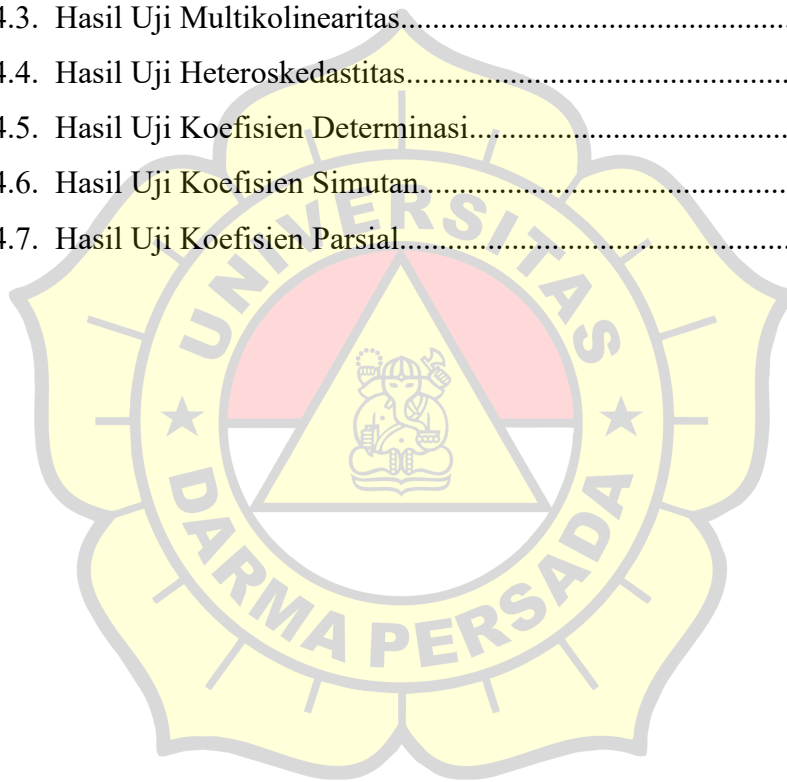 4.3. Hasil Uji Multikolinearitas
4.4. Hasil Uji Heteroskedastitas
4.5. Hasil Uji Koefisien Determinasi
4.6. Hasil Uji Koefisien Simutan
4.7. Hasil Uji Koefisien Parsial
UNIVERSITAS
DARMA PERSADA